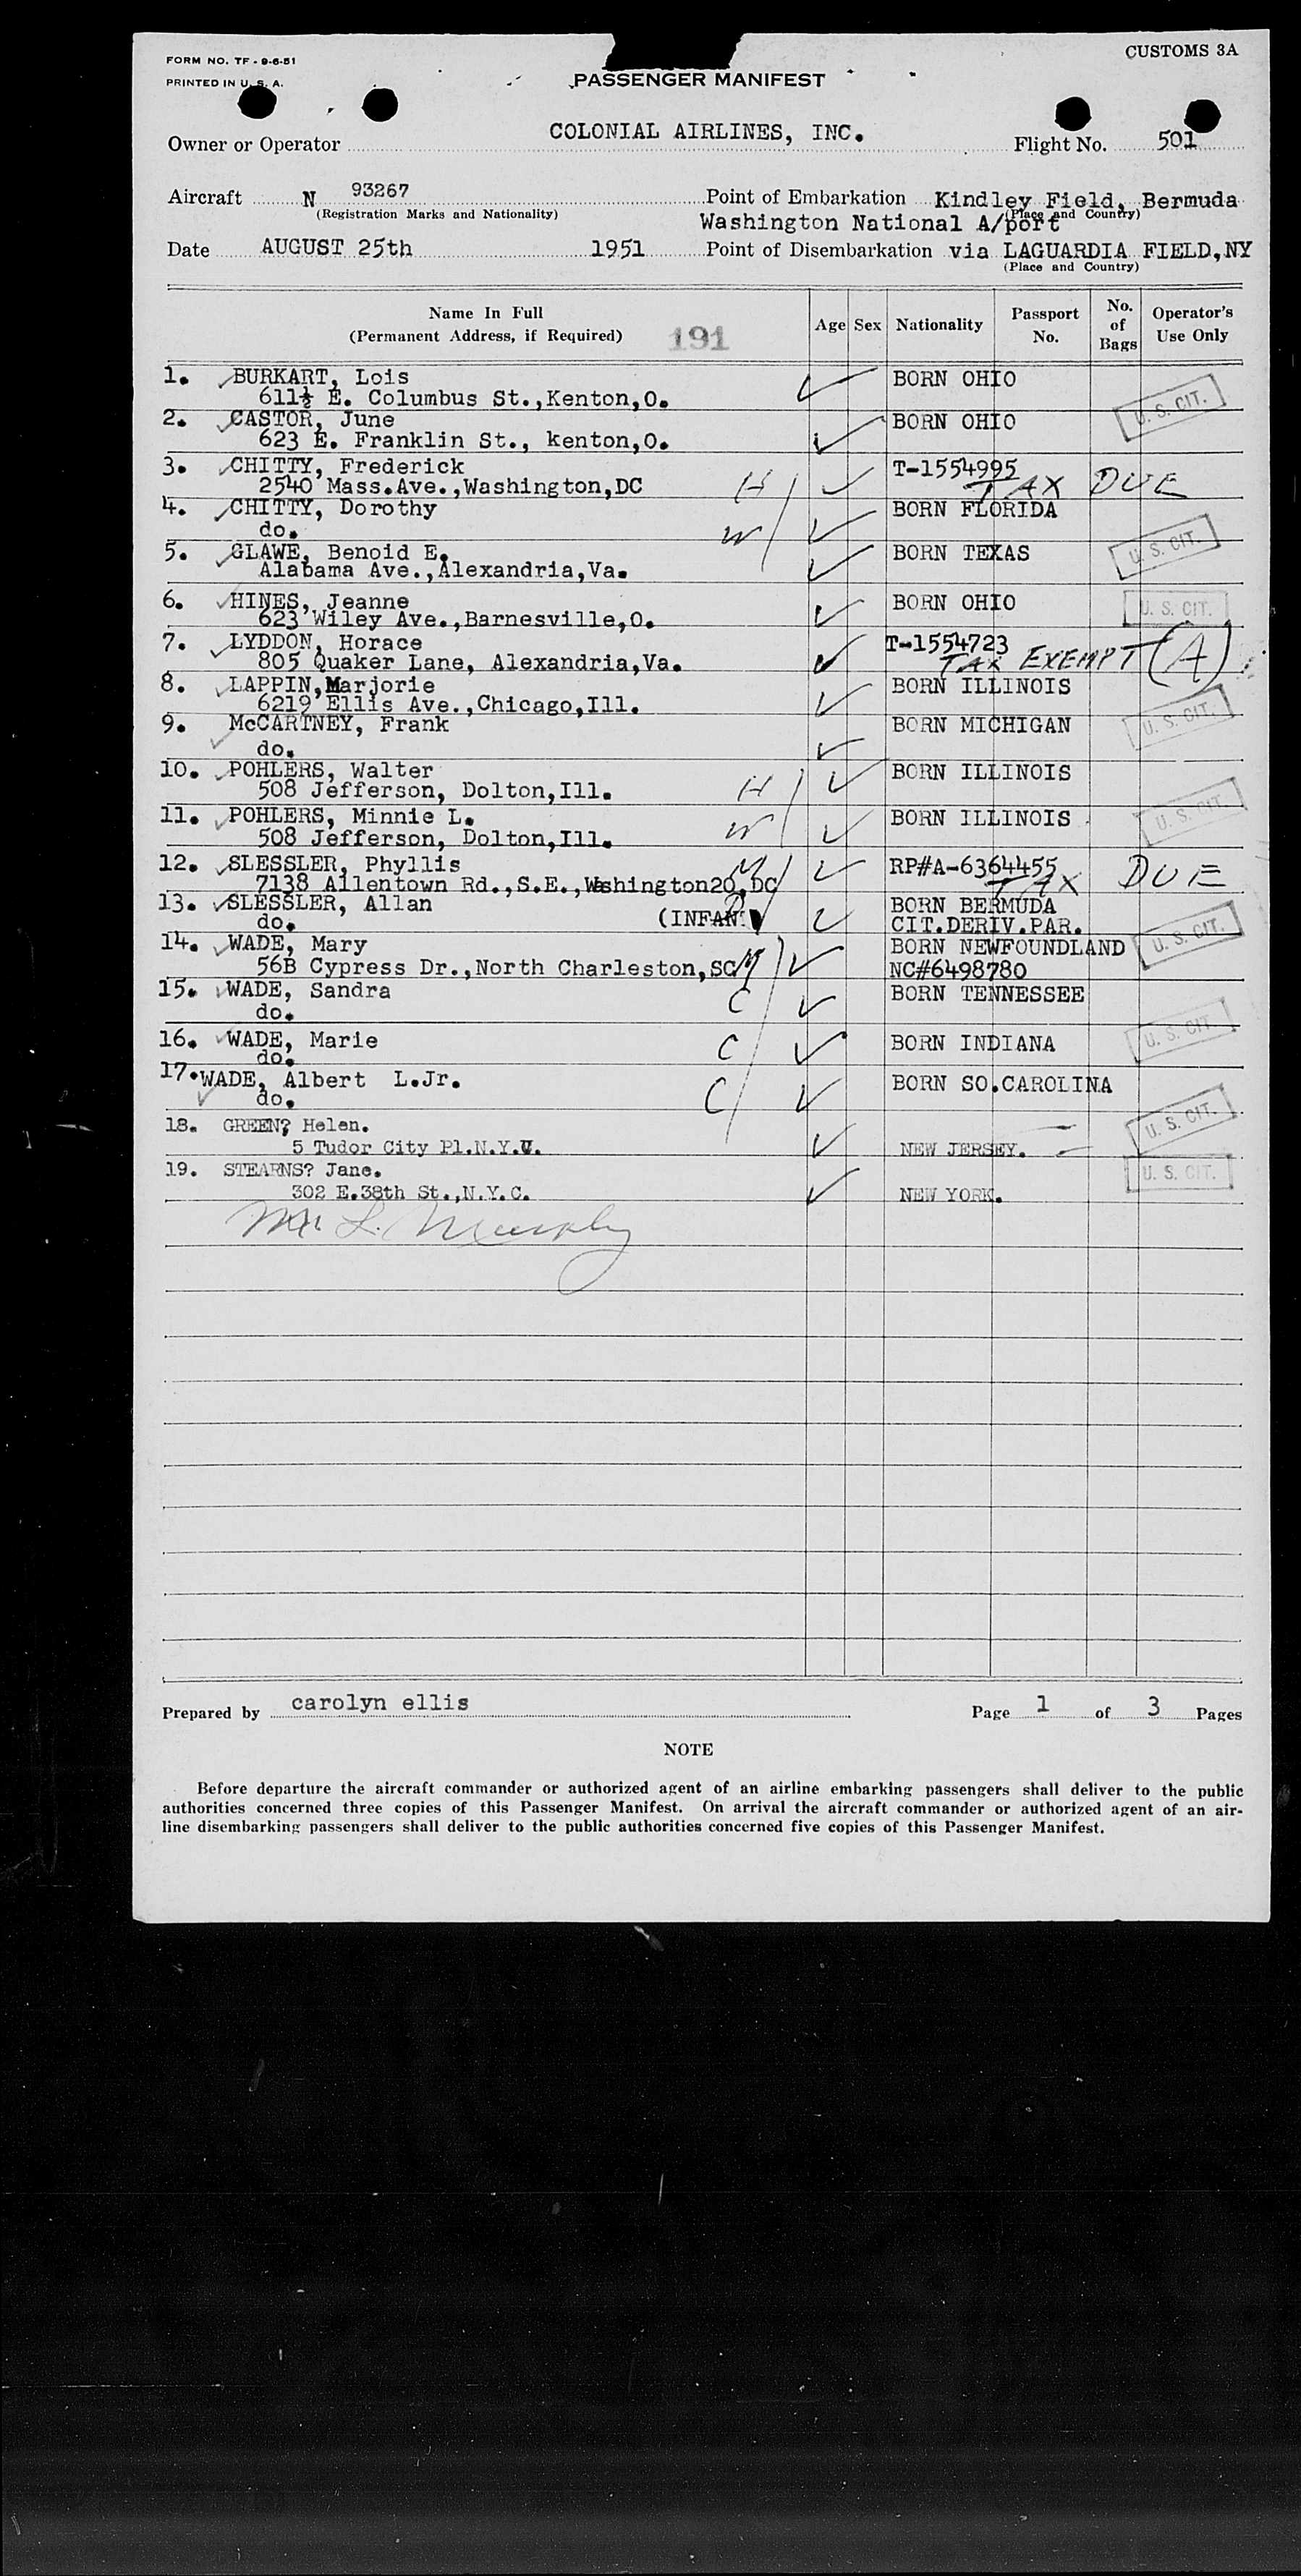 FORM NO. TF - 9-6-51
PRINTED IN U. S. A.
CUSTOMS 3A
PASSENGER MANIFEST
Owner or Operator COLONIAL AIRLINES, INC. Flight No. 501
Aircraft N 93267 Point of Embarkation Kindley Field, Bermuda
(Registration Marks and Nationality) (Place and Country)
Washington National A/port
Date AUGUST 25th 1951 Point of Disembarkation via LAGUARDIA FIELD,NY
(Place and Country)
Name In Full Age Sex Nationality Passport No. No. of Bags Operator's Use Only
(Permanent Address, if Required) 191
1. BURKART, Lois BORN OHIO
611½ E. Columbus St.,Kenton,O. U. S. CIT.
2. CASTOR, June BORN OHIO
623 E. Franklin St., kenton,O.
3. CHITTY, Frederick T-1554995
2540 Mass.Ave.,Washington,DC H TAX DUE
4. CHITTY, Dorothy BORN FLORIDA
do. W
5. GLAWE, Benoid E. BORN TEXAS U. S. CIT.
Alabama Ave.,Alexandria,Va.
6. HINES, Jeanne BORN OHIO U. S. CIT.
623 Wiley Ave.,Barnesville,O.
7. LYDDON, Horace T-1554723
805 Quaker Lane, Alexandria,Va. TAX EXEMPT (A)
8. LAPPIN,Marjorie BORN ILLINOIS
6219 Ellis Ave.,Chicago,Ill. U. S. CIT.
9. McCARTNEY, Frank BORN MICHIGAN
do.
10. POHLERS, Walter BORN ILLINOIS
508 Jefferson, Dolton,Ill. H U. S. CIT.
11. POHLERS, Minnie L. BORN ILLINOIS
508 Jefferson, Dolton,Ill. W
12. SLESSLER, Phyllis M RP#A-6364455
7138 Allentown Rd.,S.E.,Washington20,DC TAX DUE
13. SLESSLER, Allan BORN BERMUDA
do. (INFANT) CIT.DERIV.PAR. U. S. CIT.
14. WADE, Mary BORN NEWFOUNDLAND
56B Cypress Dr.,North Charleston,SC M NC#6498780
15. WADE, Sandra C BORN TENNESSEE
do.
16. WADE, Marie C BORN INDIANA U. S. CIT.
do.
17. WADE, Albert L.Jr. BORN SO.CAROLINA
do. C
18. GREEN? Helen. U. S. CIT.
5 Tudor City Pl.N.Y. NEW JERSEY.
19. STEARNS? Jane. U. S. CIT.
302 E.38th St.,N.Y.C. NEW YORK.
L. Murphy
Prepared by carolyn ellis Page 1 of 3 Pages
NOTE
Before departure the aircraft commander or authorized agent of an airline embarking passengers shall deliver to the public
authorities concerned three copies of this Passenger Manifest. On arrival the aircraft commander or authorized agent of an air-
line disembarking passengers shall deliver to the public authorities concerned five copies of this Passenger Manifest.